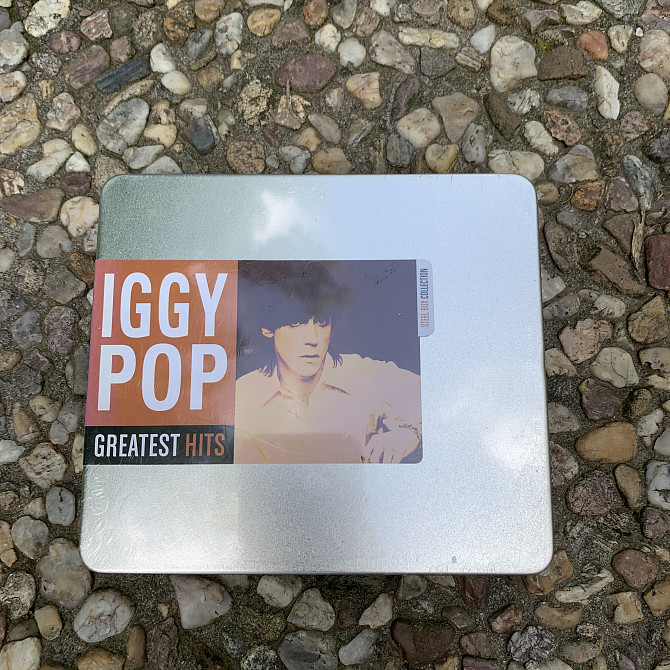 IGGY
POP
GREATEST HITS
STEEL BOX COLLECTION